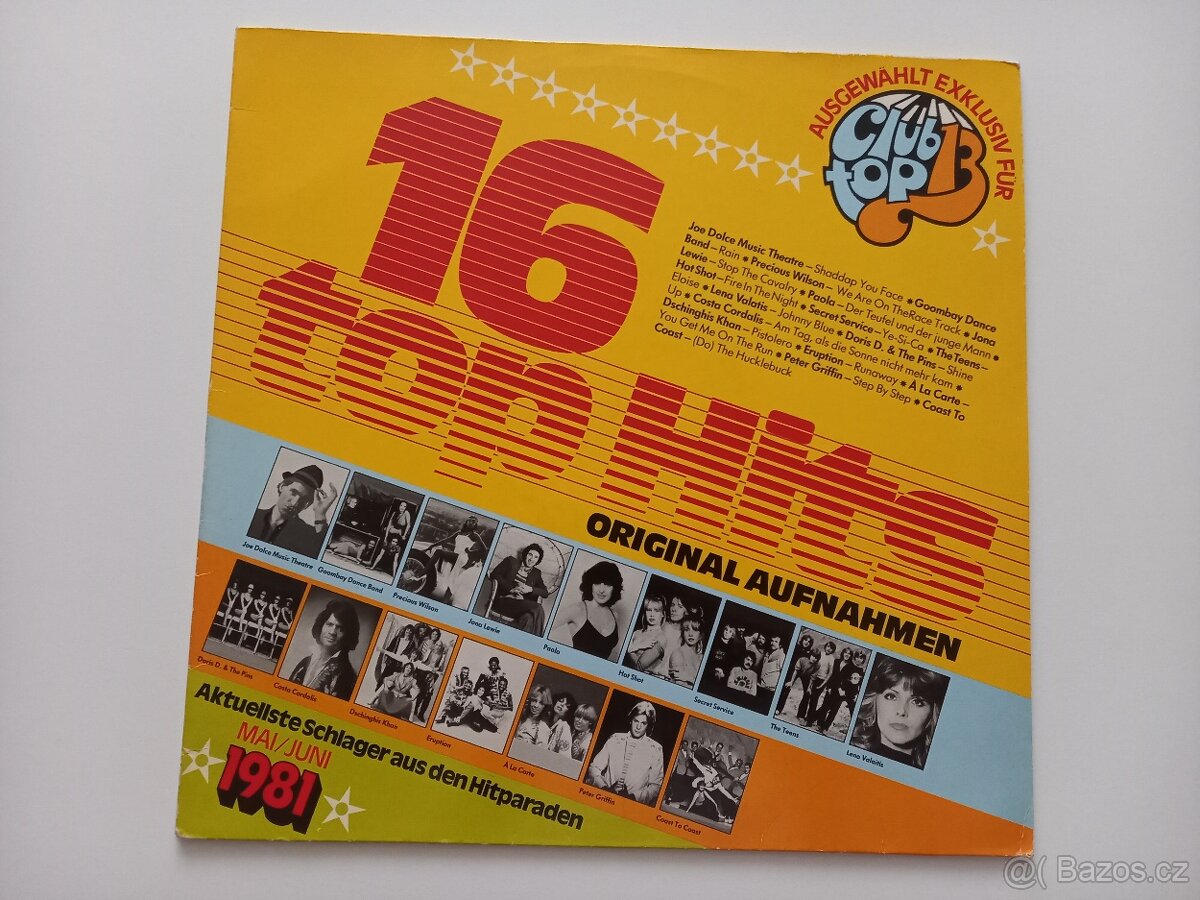 AUSGEWÄHLT EXKLUSIV FÜR
Club
top 13
16
top Hits
Joe Dolce Music Theatre – Shaddap You Face ✷ Goombay Dance
Band – Rain ✷ Precious Wilson – We Are On TheRace Track ✷ Jona
Lewie – Stop The Cavalry ✷ Paola – Der Teufel und der junge Mann ✷
Hot Shot – Fire In The Night ✷ Secret Service – Ye-Si-Ca ✷ The Teens –
Eloise ✷ Lena Valatis – Johnny Blue ✷ Doris D. & The Pins – Shine
Up ✷ Costa Cordalis – Am Tag, als die Sonne nicht mehr kam ✷
Dschinghis Khan – Pistolero ✷ Eruption – Runaway ✷ À La Carte –
You Get Me On The Run ✷ Peter Griffin – Step By Step ✷ Coast To
Coast – (Do) The Hucklebuck
ORIGINAL AUFNAHMEN
Joe Dolce Music Theatre
Goombay Dance Band
Precious Wilson
Jona Lewie
Paola
Hot Shot
Secret Service
The Teens
Lena Valaitis
Doris D. & The Pins
Costa Cordalis
Dschinghis Khan
Eruption
À La Carte
Peter Griffin
Coast To Coast
Aktuellste Schlager aus den Hitparaden
MAI/JUNI
1981
@( Bazos.cz